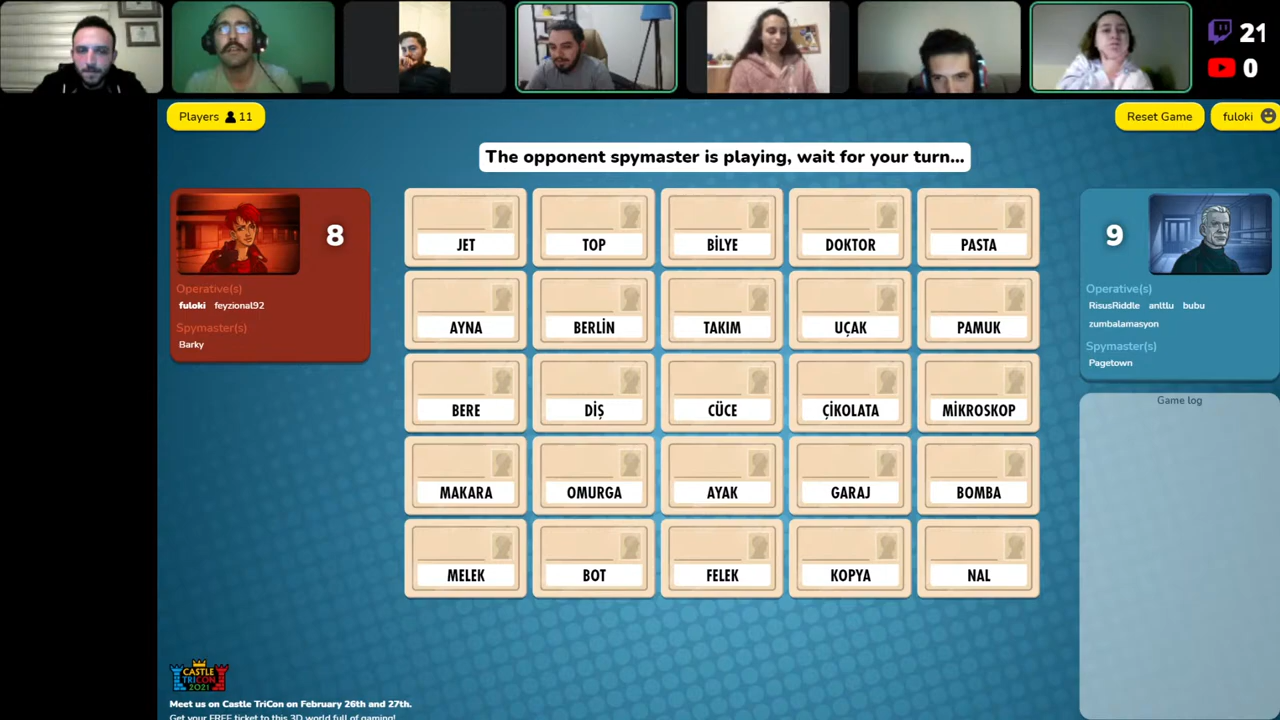 21
0
Players 11
Reset Game
fuloki
The opponent spymaster is playing, wait for your turn...
8
Operative(s)
fuloki feyzional92
Spymaster(s)
Barky
JET TOP BİLYE DOKTOR PASTA
AYNA BERLİN TAKIM UÇAK PAMUK
BERE DİŞ CÜCE ÇİKOLATA MİKROSKOP
MAKARA OMURGA AYAK GARAJ BOMBA
MELEK BOT FELEK KOPYA NAL
9
Operative(s)
RisusRiddle anltlu bubu
zumbalamasyon
Spymaster(s)
Pagetown
Game log
CASTLE
TRICON
2021
Meet us on Castle TriCon on February 26th and 27th.
Get your FREE ticket to this 3D world full of gaming!